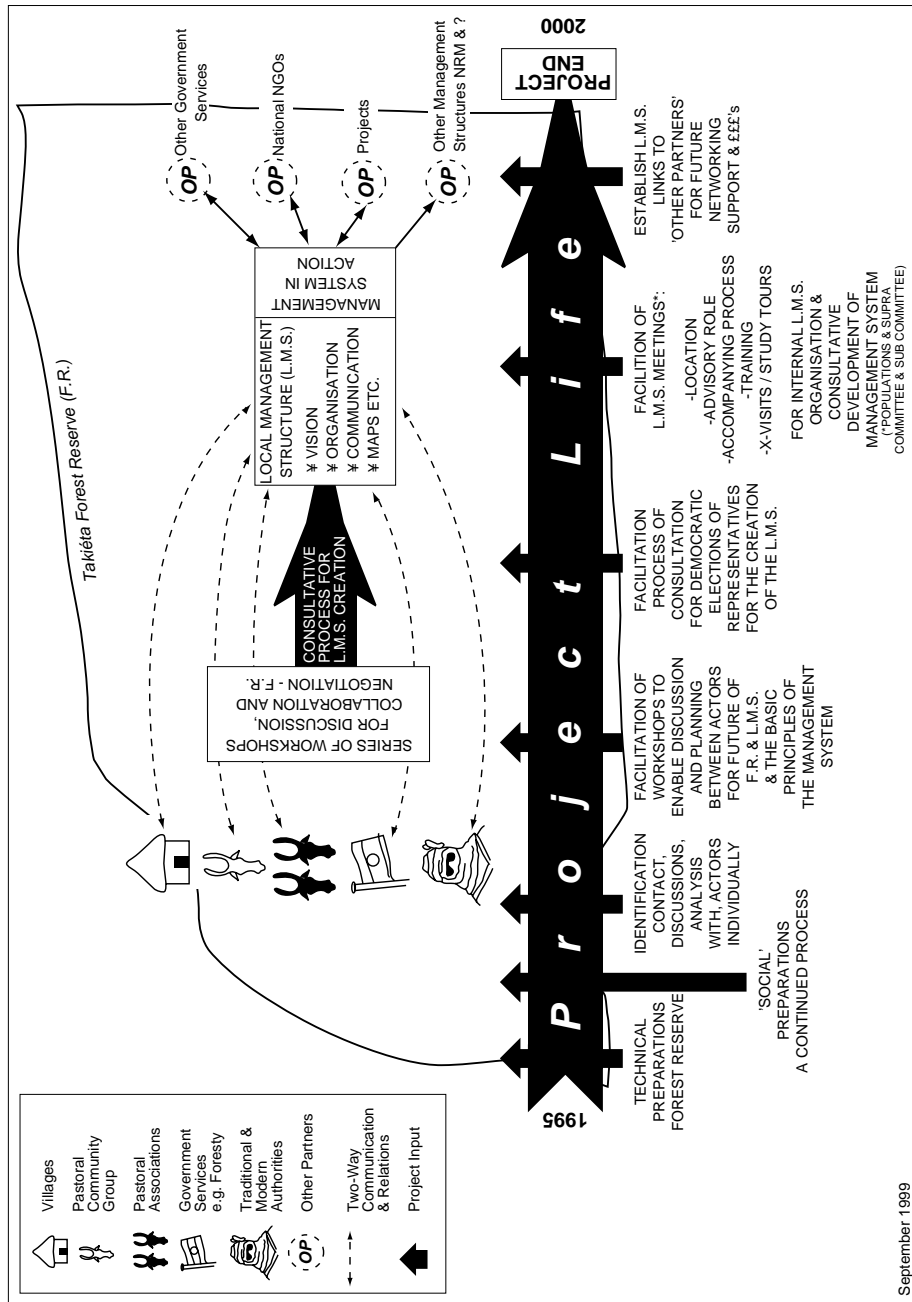 Villages
Pastoral
Community
Group
Pastoral
Associations
Government
Services
e.g. Foresty
Traditional &
Modern
Authorities
OP
Other Partners
Two-Way
Communication
& Relations
Project Input
Takiéta Forest Reserve (F.R.)
SERIES OF WORKSHOPS
FOR DISCUSSION,
COLLABORATION AND
NEGOTIATION - F.R.
CONSULTATIVE
PROCESS FOR
L.M.S. CREATION
LOCAL MANAGEMENT
STRUCTURE (L.M.S.)
¥ VISION
¥ ORGANISATION
¥ COMMUNICATION
¥ MAPS ETC.
MANAGEMENT
SYSTEM IN
ACTION
OP
Other Government
Services
OP
National NGOs
OP
Projects
OP
Other Management
Structures NRM & ?
1995
Project Life
PROJECT
END
2000
TECHNICAL
PREPARATIONS
FOREST RESERVE
'SOCIAL'
PREPARATIONS
A CONTINUED PROCESS
IDENTIFICATION
CONTACT,
DISCUSSIONS,
ANALYSIS
WITH, ACTORS
INDIVIDUALLY
FACILITATION OF
WORKSHOPS TO
ENABLE DISCUSSION
AND PLANNING
BETWEEN ACTORS
FOR FUTURE OF
F.R. & L.M.S.
& THE BASIC
PRINCIPLES OF
THE MANAGEMENT
SYSTEM
FACILITATION
PROCESS OF
CONSULTATION
FOR DEMOCRATIC
ELECTIONS OF
REPRESENTATIVES
FOR THE CREATION
OF THE L.M.S.
FACILITION OF
L.M.S. MEETINGS*:
-LOCATION
-ADVISORY ROLE
-ACCOMPANYING PROCESS
-TRAINING
-X-VISITS / STUDY TOURS
FOR INTERNAL L.M.S.
ORGANISATION &
CONSULTATIVE
DEVELOPMENT OF
MANAGEMENT SYSTEM
(*POPULATIONS & SUPRA
COMMITTEE & SUB COMMITTEE)
ESTABLISH L.M.S.
LINKS TO
'OTHER PARTNERS'
FOR FUTURE
NETWORKING
SUPPORT & £££'s
September 1999